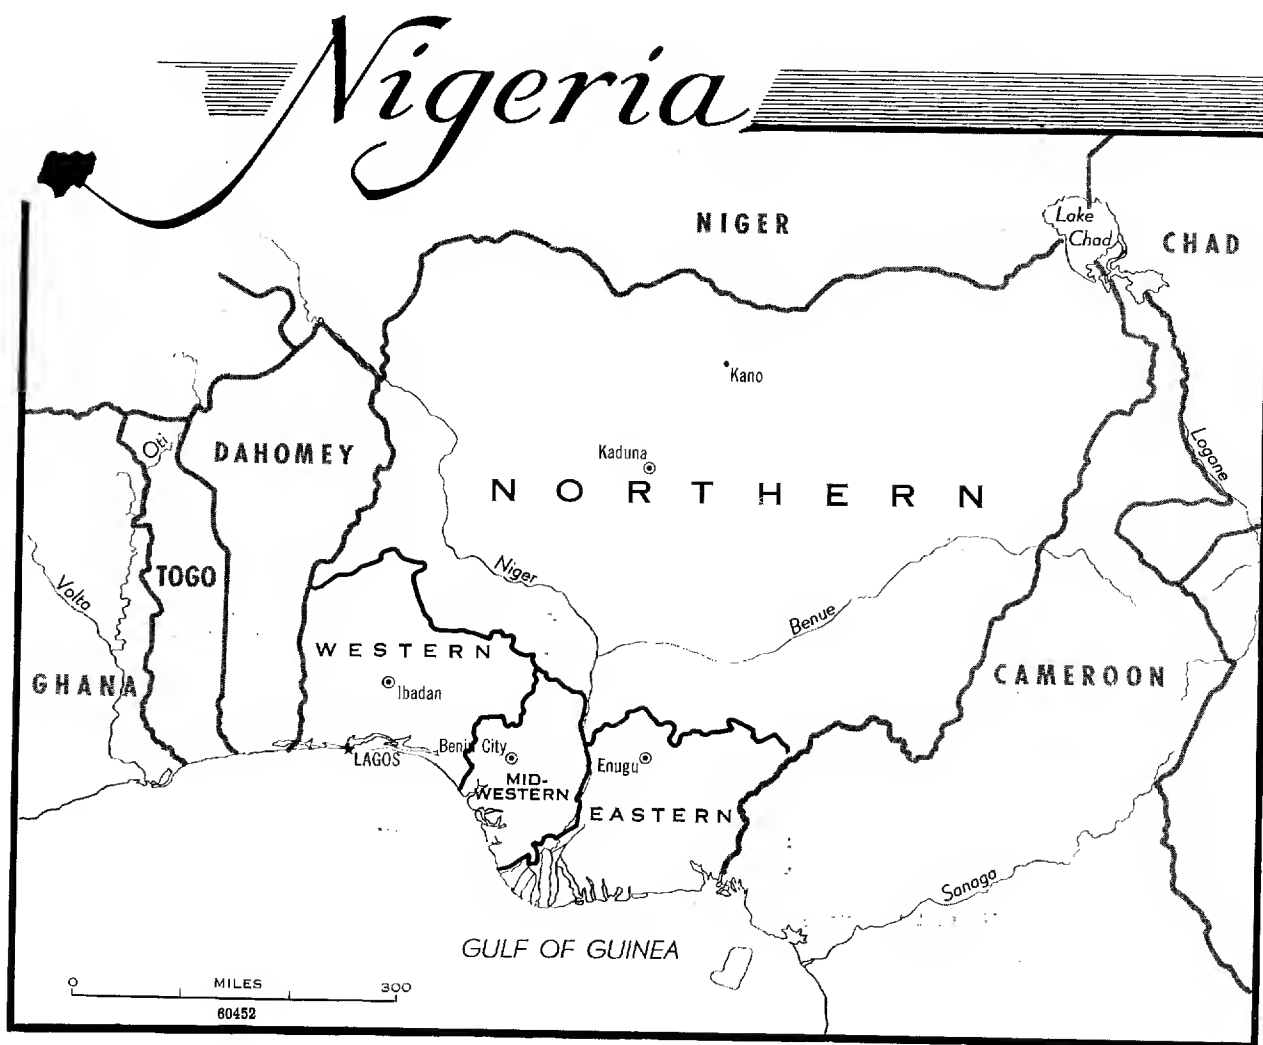 Nigeria
NIGER
Lake
Chad
CHAD
Kano
Oti
DAHOMEY
Kaduna
Logone
NORTHERN
Niger
TOGO
Volta
Benue
WESTERN
GHANA
Ibadan
CAMEROON
LAGOS
Benin City
Enugu
MID-
WESTERN
EASTERN
Sanaga
GULF OF GUINEA
0 MILES 300
60452